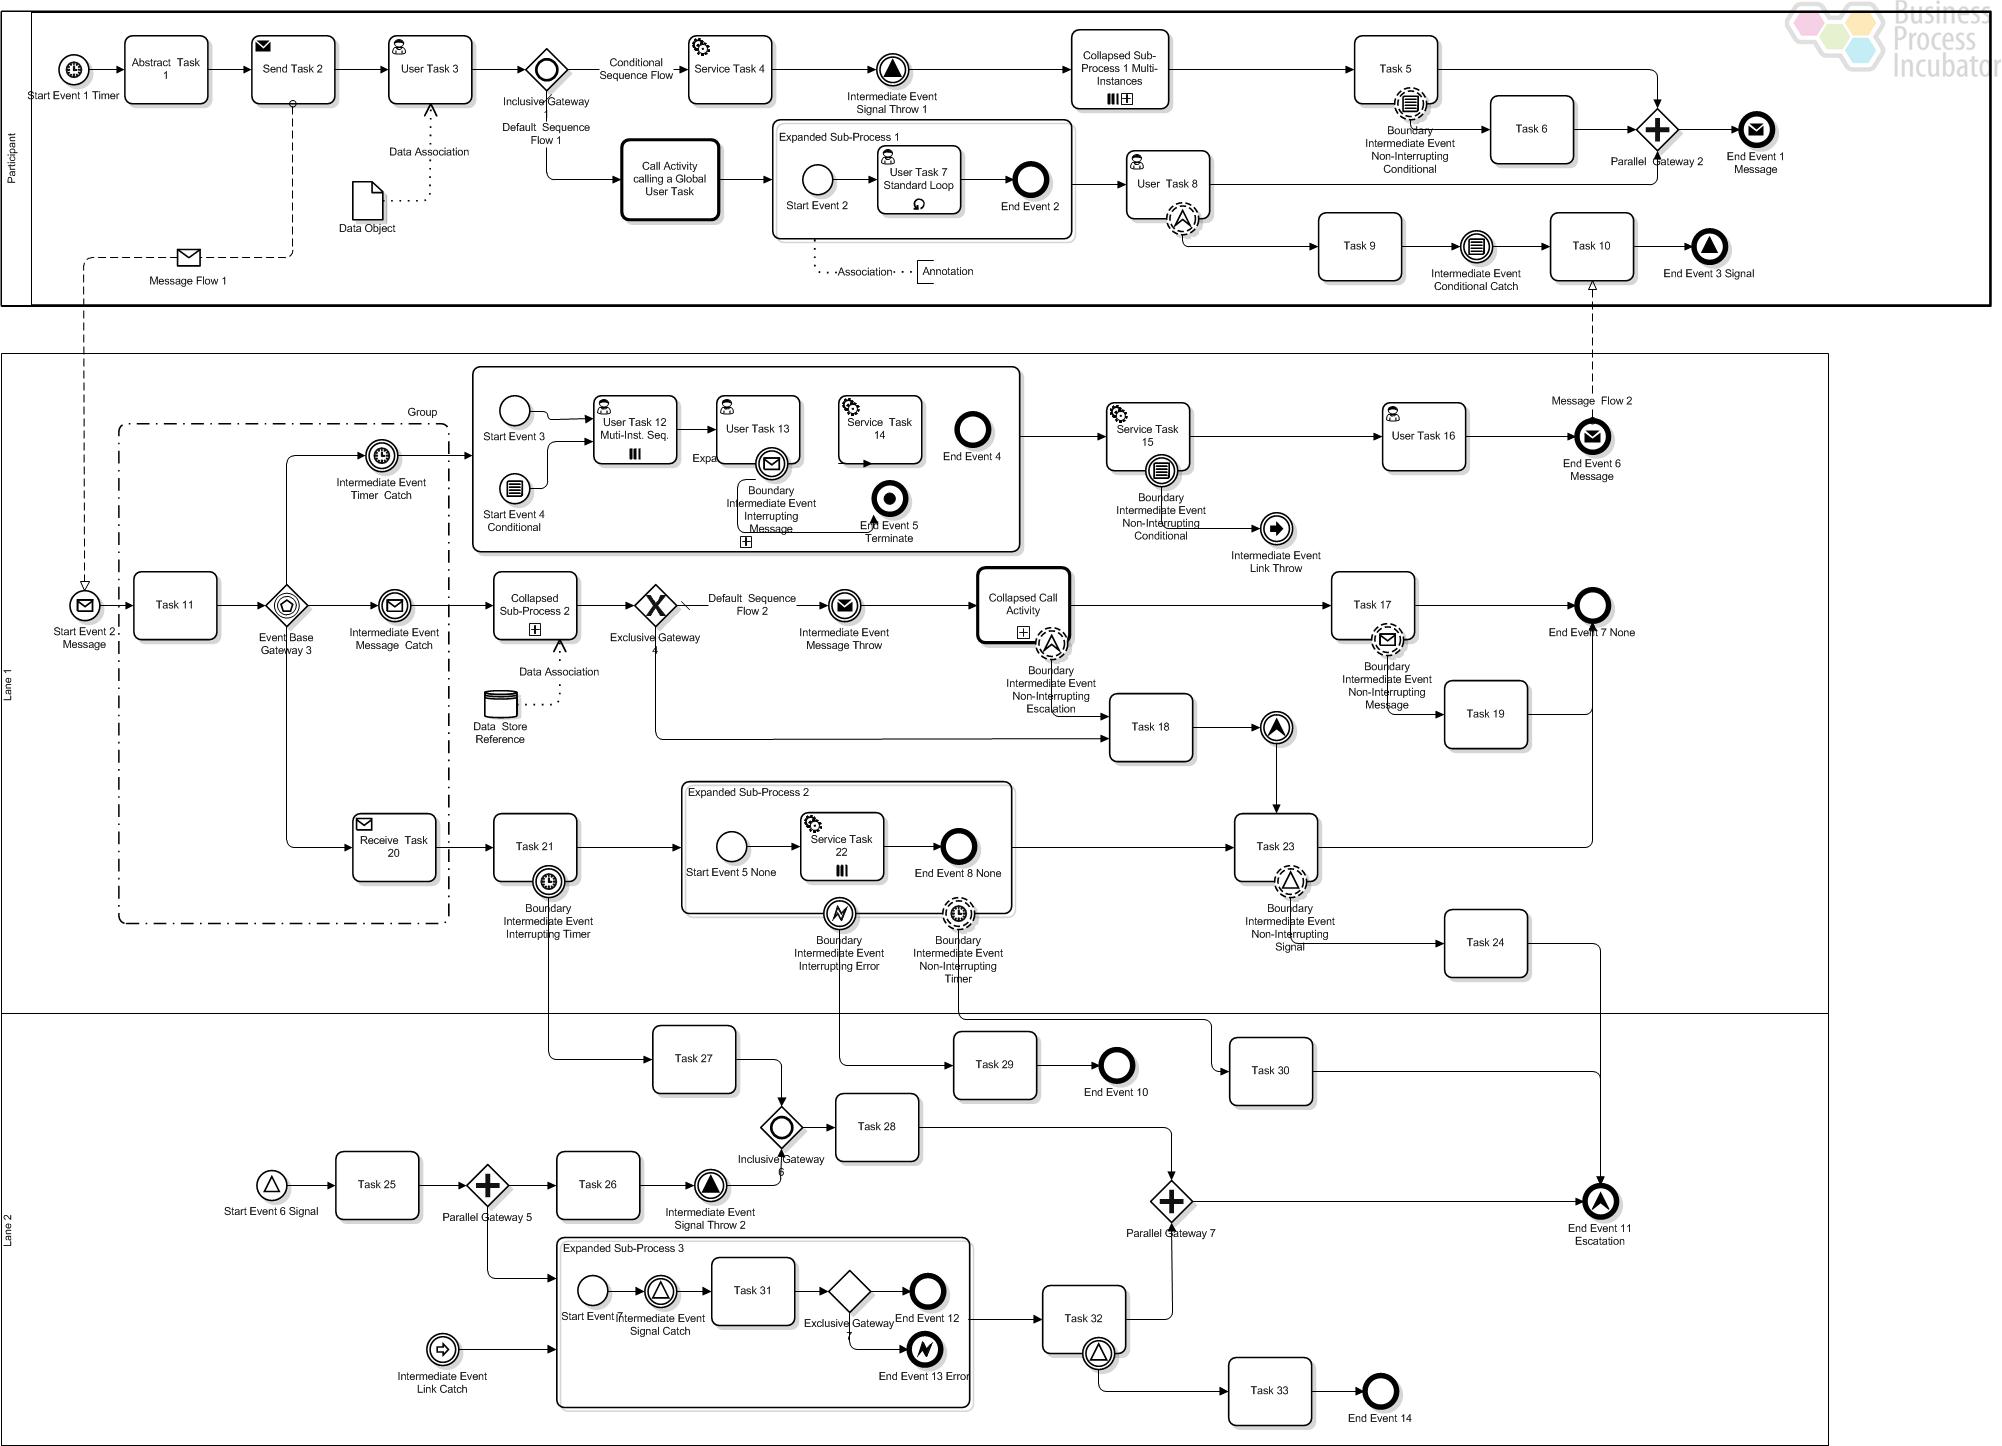 Business
Process
Incubator
Participant
Start Event 1 Timer
Abstract Task
1
Send Task 2
User Task 3
Inclusive Gateway
1
Conditional
Sequence Flow
Service Task 4
Intermediate Event
Signal Throw 1
Collapsed Sub-
Process 1 Multi-
Instances
Task 5
Boundary
Intermediate Event
Non-Interrupting
Conditional
Task 6
Parallel Gateway 2
End Event 1
Message
Data Association
Data Object
Default Sequence
Flow 1
Call Activity
calling a Global
User Task
Expanded Sub-Process 1
Start Event 2
User Task 7
Standard Loop
End Event 2
User Task 8
Task 9
Intermediate Event
Conditional Catch
Task 10
End Event 3 Signal
Association
Annotation
Message Flow 1
Message Flow 2
Lane 1
Group
Start Event 2
Message
Task 11
Event Base
Gateway 3
Intermediate Event
Timer Catch
Intermediate Event
Message Catch
Receive Task
20
Start Event 3
Start Event 4
Conditional
User Task 12
Muti-Inst. Seq.
Expa
User Task 13
Boundary
Intermediate Event
Interrupting
Message
Service Task
14
End Event 4
End Event 5
Terminate
Service Task
15
Boundary
Intermediate Event
Non-Interrupting
Conditional
Intermediate Event
Link Throw
User Task 16
End Event 6
Message
Collapsed
Sub-Process 2
Data Association
Data Store
Reference
Exclusive Gateway
4
Default Sequence
Flow 2
Intermediate Event
Message Throw
Collapsed Call
Activity
Boundary
Intermediate Event
Non-Interrupting
Escalation
Task 17
Boundary
Intermediate Event
Non-Interrupting
Message
End Event 7 None
Task 18
Task 19
Task 21
Boundary
Intermediate Event
Interrupting Timer
Expanded Sub-Process 2
Start Event 5 None
Service Task
22
End Event 8 None
Boundary
Intermediate Event
Interrupting Error
Boundary
Intermediate Event
Non-Interrupting
Timer
Task 23
Boundary
Intermediate Event
Non-Interrupting
Signal
Task 24
Lane 2
Task 27
Task 29
End Event 10
Task 30
Inclusive Gateway
6
Task 28
Start Event 6 Signal
Task 25
Parallel Gateway 5
Task 26
Intermediate Event
Signal Throw 2
Parallel Gateway 7
End Event 11
Escatation
Expanded Sub-Process 3
Start Event 7
Intermediate Event
Signal Catch
Task 31
Exclusive Gateway
7
End Event 12
End Event 13 Error
Intermediate Event
Link Catch
Task 32
Task 33
End Event 14